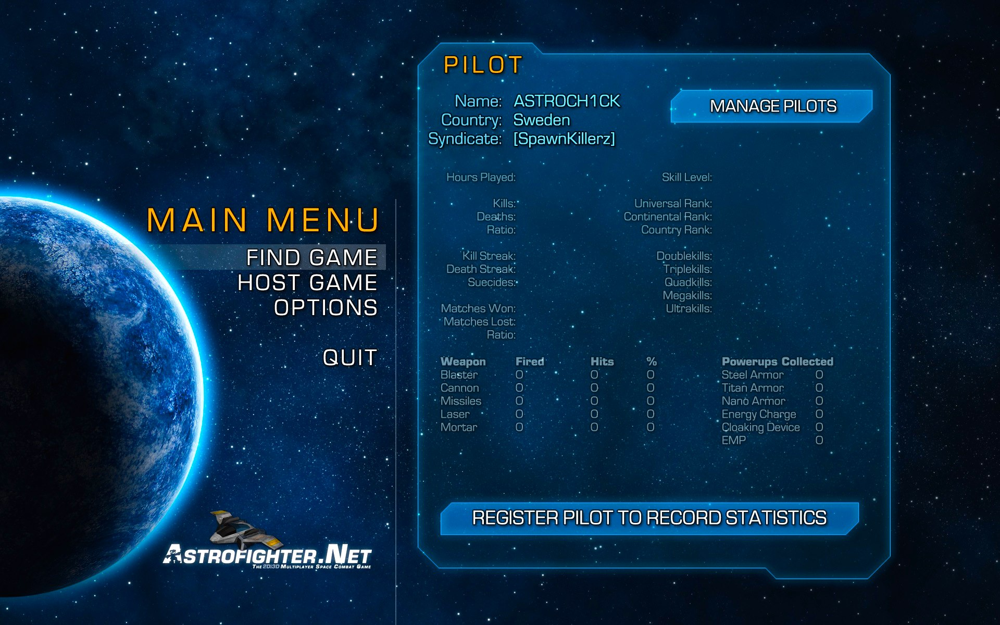 MAIN MENU
FIND GAME
HOST GAME
OPTIONS
QUIT
ASTROFIGHTER.NET
THE 2D/3D MULTIPLAYER SPACE COMBAT GAME
PILOT
Name: ASTROCH1CK
Country: Sweden
Syndicate: [SpawnKillerz]
MANAGE PILOTS
Hours Played:
Skill Level:
Kills:
Deaths:
Ratio:
Universal Rank:
Continental Rank:
Country Rank:
Kill Streak:
Death Streak:
Suecides:
Doublekills:
Triplekills:
Quadkills:
Megakills:
Ultrakills:
Matches Won:
Matches Lost:
Ratio:
Weapon Fired Hits %
Blaster 0 0 0
Cannon 0 0 0
Missiles 0 0 0
Laser 0 0 0
Mortar 0 0 0
Powerups Collected
Steel Armor 0
Titan Armor 0
Nano Armor 0
Energy Charge 0
Cloaking Device 0
EMP 0
REGISTER PILOT TO RECORD STATISTICS